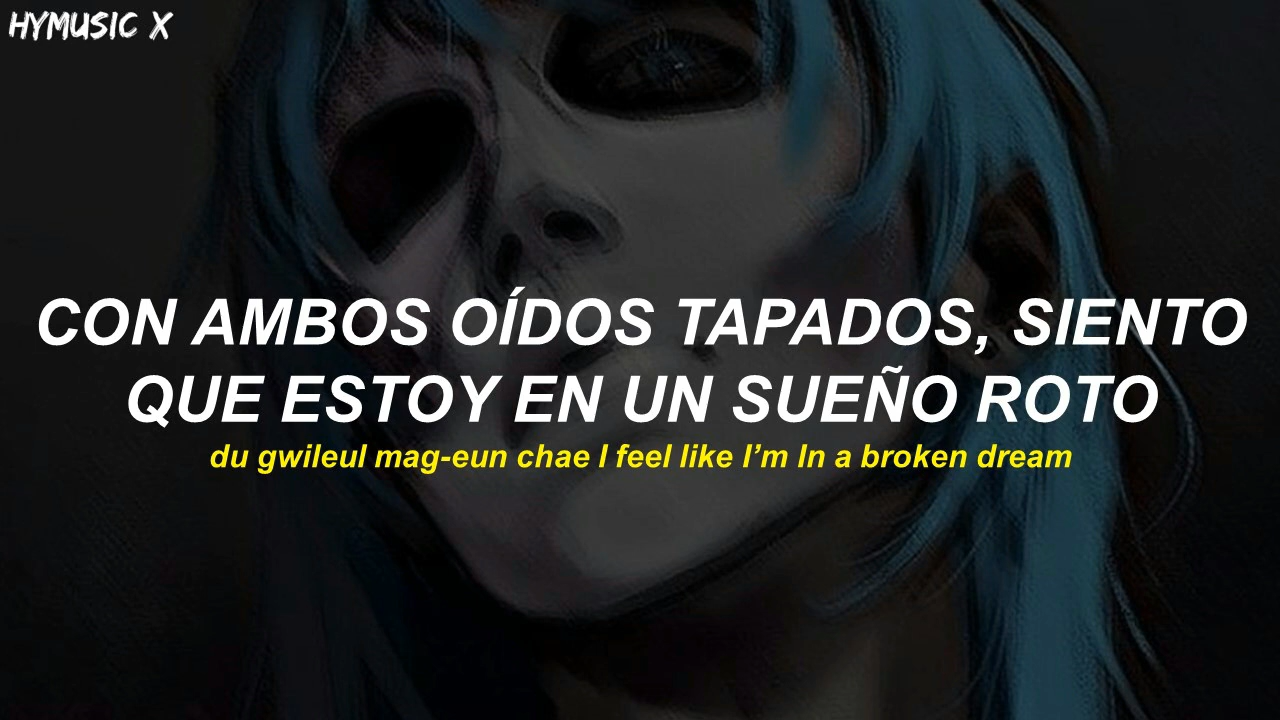 HYMUSIC X
CON AMBOS OÍDOS TAPADOS, SIENTO
QUE ESTOY EN UN SUEÑO ROTO
du gwileul mag-eun chae I feel like I’m In a broken dream